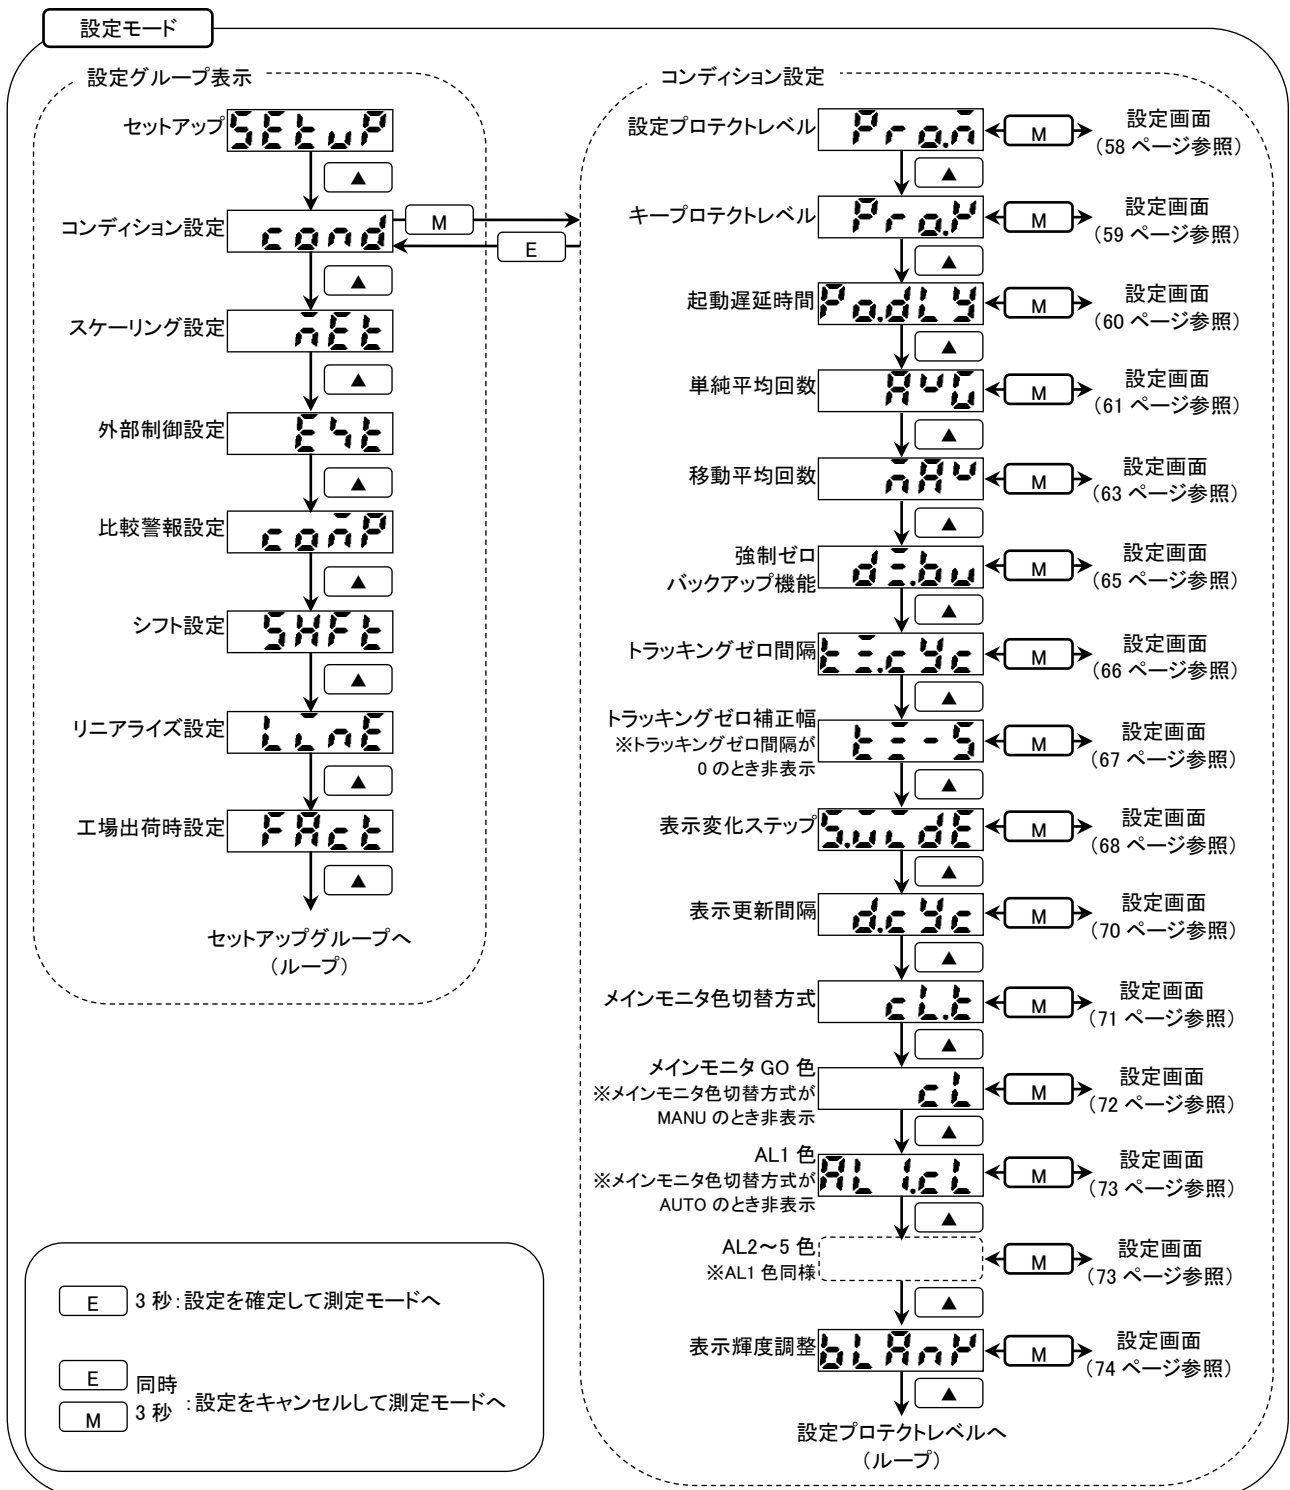 設定モード
設定グループ表示
セットアップ SEtuP
▲
コンディション設定 cond
M
E
▲
スケーリング設定 mEt
▲
外部制御設定 Ext
▲
比較警報設定 comP
▲
シフト設定 SHFt
▲
リニアライズ設定 LinE
▲
工場出荷時設定 FAct
▲
セットアップグループへ
（ループ）
コンディション設定
設定プロテクトレベル Pro.m M 設定画面
（58 ページ参照）
▲
キープロテクトレベル Pro.K M 設定画面
（59 ページ参照）
▲
起動遅延時間 Po.dLY M 設定画面
（60 ページ参照）
▲
単純平均回数 AvG M 設定画面
（61 ページ参照）
▲
移動平均回数 mAv M 設定画面
（63 ページ参照）
▲
強制ゼロ
バックアップ機能 dZ.bu M 設定画面
（65 ページ参照）
▲
トラッキングゼロ間隔 tZ.cYc M 設定画面
（66 ページ参照）
▲
トラッキングゼロ補正幅
※トラッキングゼロ間隔が
0 のとき非表示
tZ-S M 設定画面
（67 ページ参照）
▲
表示変化ステップ S.widE M 設定画面
（68 ページ参照）
▲
表示更新間隔 d.cYc M 設定画面
（70 ページ参照）
▲
メインモニタ色切替方式 cL.t M 設定画面
（71 ページ参照）
▲
メインモニタ GO 色
※メインモニタ色切替方式が
MANU のとき非表示
cL M 設定画面
（72 ページ参照）
▲
AL1 色
※メインモニタ色切替方式が
AUTO のとき非表示
AL1.cL M 設定画面
（73 ページ参照）
▲
AL2～5 色
※AL1 色同様
M 設定画面
（73 ページ参照）
▲
表示輝度調整 bLAnK M 設定画面
（74 ページ参照）
▲
設定プロテクトレベルへ
（ループ）
E 3 秒：設定を確定して測定モードへ
E 同時
M 3 秒 ：設定をキャンセルして測定モードへ